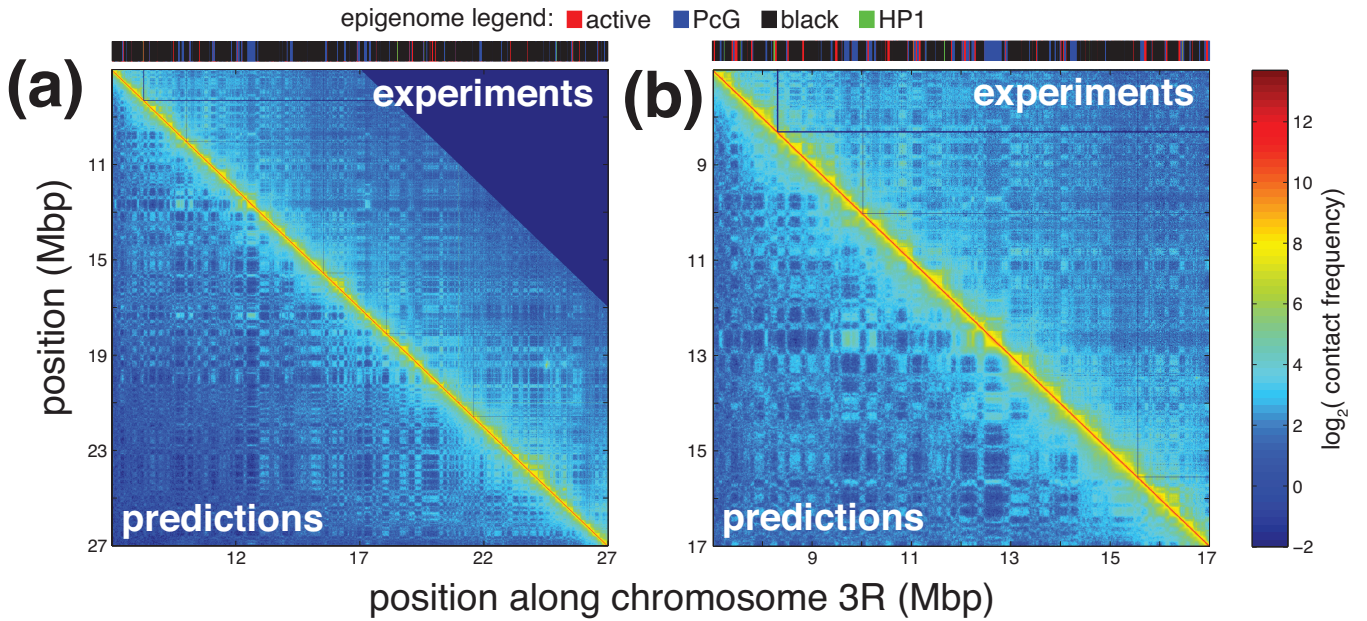 epigenome legend: active PcG black HP1
(a)
experiments
predictions
position (Mbp)
11
15
19
23
27
12
17
22
27
(b)
experiments
predictions
9
11
13
15
17
9
11
13
15
17
position along chromosome 3R (Mbp)
12
10
8
6
4
2
0
−2
log2( contact frequency)